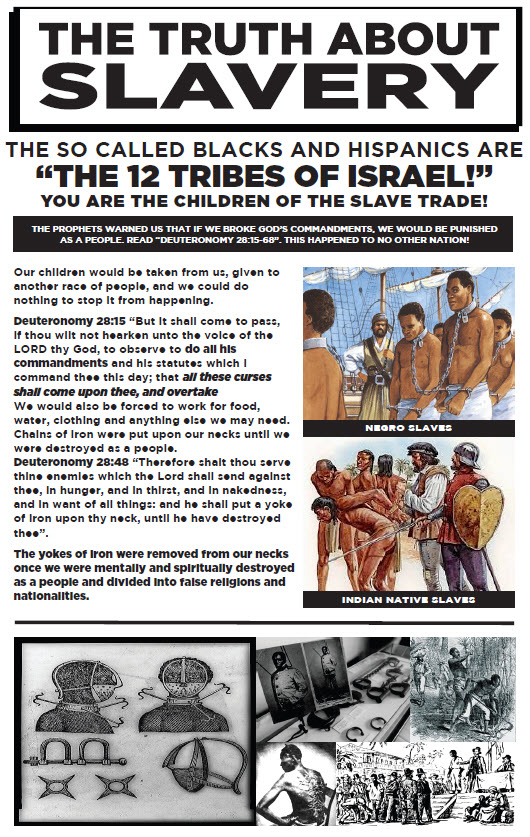 THE TRUTH ABOUT
SLAVERY
THE SO CALLED BLACKS AND HISPANICS ARE
“THE 12 TRIBES OF ISRAEL!”
YOU ARE THE CHILDREN OF THE SLAVE TRADE!
THE PROPHETS WARNED US THAT IF WE BROKE GOD’S COMMANDMENTS, WE WOULD BE PUNISHED
AS A PEOPLE. READ “DEUTERONOMY 28:15-68”. THIS HAPPENED TO NO OTHER NATION!
Our children would be taken from us, given to
another race of people, and we could do
nothing to stop it from happening.
Deuteronomy 28:15 “But it shall come to pass,
if thou wilt not hearken unto the voice of the
LORD thy God, to observe to do all his
commandments and his statutes which I
command thee this day; that all these curses
shall come upon thee, and overtake
We would also be forced to work for food,
water, clothing and anything else we may need.
Chains of iron were put upon our necks until we
were destroyed as a people.
Deuteronomy 28:48 “Therefore shalt thou serve
thine enemies which the Lord shall send against
thee, in hunger, and in thirst, and in nakedness,
and in want of all things: and he shall put a yoke
of iron upon thy neck, until he have destroyed
thee”.
The yokes of iron were removed from our necks
once we were mentally and spiritually destroyed
as a people and divided into false religions and
nationalities.
NEGRO SLAVES
INDIAN NATIVE SLAVES